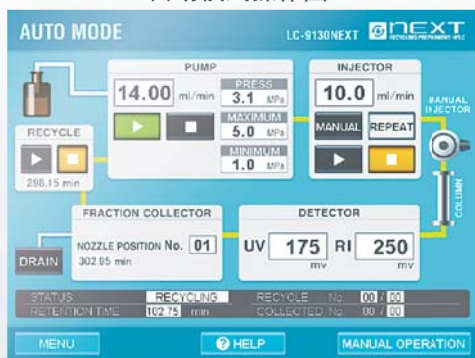 AUTO MODE
LC-9130NEXT
NEXT
RECYCLING PREPARATIVE HPLC
PUMP
14.00 ml/min
PRESS
3.1 MPa
MAXIMUM
5.0 MPa
MINIMUM
1.0 MPa
INJECTOR
10.0 ml/min
MANUAL REPEAT
MANUAL
INJECTOR
RECYCLE
298.15 min
COLUMN
FRACTION COLLECTOR
NOZZLE POSITION No. 01
302.95 min
DRAIN
DETECTOR
UV 175 mv
RI 250 mv
STATUS RECYCLING RECYCLE No 00 / 00
RETENTION TIME 102.75 min COLLECTED No 00 / 00
MENU
? HELP
MANUAL OPERATION